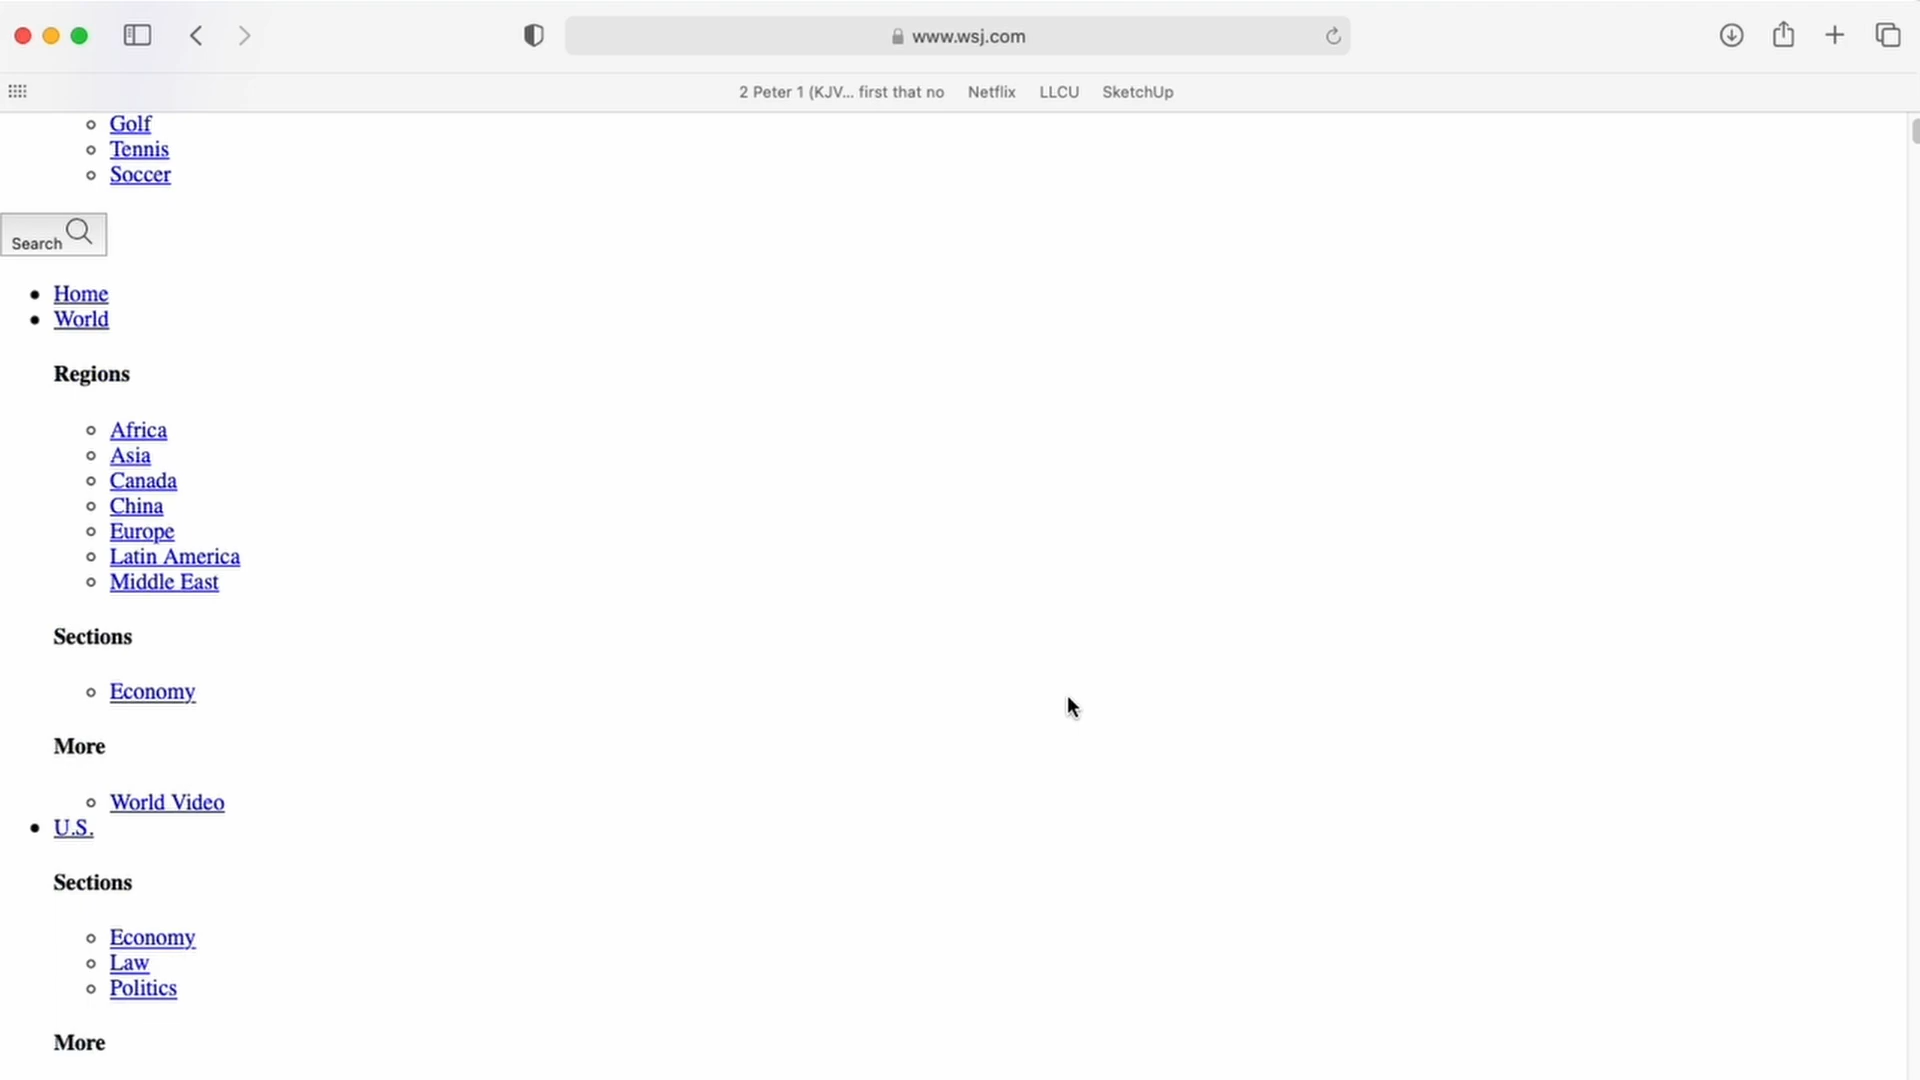 www.wsj.com
2 Peter 1 (KJV... first that no Netflix LLCU SketchUp
Golf
Tennis
Soccer
Search
Home
World
Regions
Africa
Asia
Canada
China
Europe
Latin America
Middle East
Sections
Economy
More
World Video
U.S.
Sections
Economy
Law
Politics
More